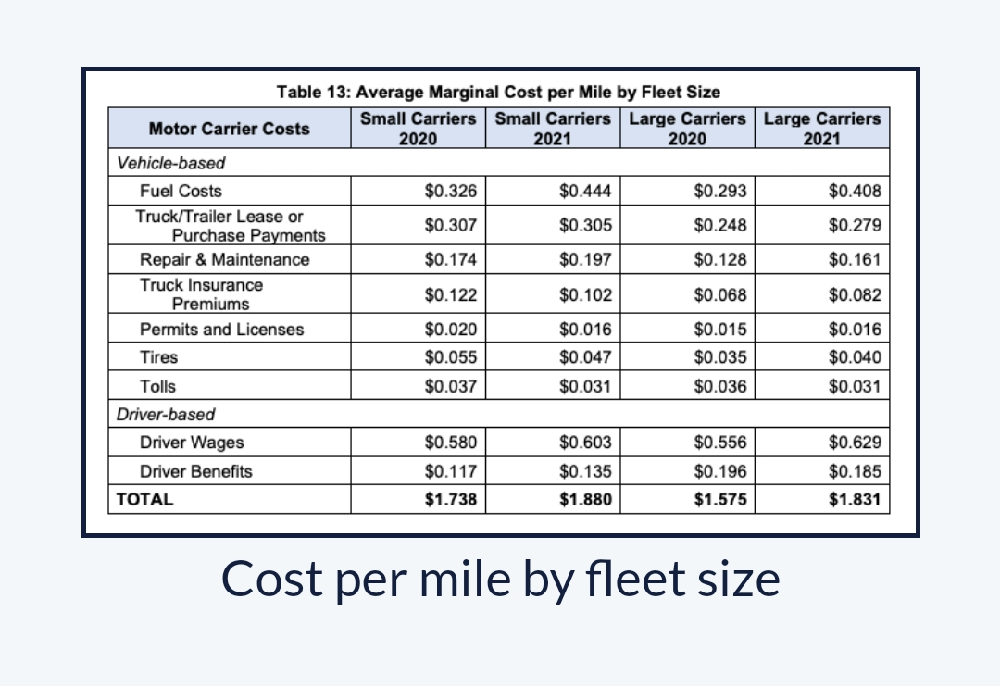 Table 13: Average Marginal Cost per Mile by Fleet Size
Motor Carrier Costs Small Carriers 2020 Small Carriers 2021 Large Carriers 2020 Large Carriers 2021
Vehicle-based
Fuel Costs $0.326 $0.444 $0.293 $0.408
Truck/Trailer Lease or Purchase Payments $0.307 $0.305 $0.248 $0.279
Repair & Maintenance $0.174 $0.197 $0.128 $0.161
Truck Insurance Premiums $0.122 $0.102 $0.068 $0.082
Permits and Licenses $0.020 $0.016 $0.015 $0.016
Tires $0.055 $0.047 $0.035 $0.040
Tolls $0.037 $0.031 $0.036 $0.031
Driver-based
Driver Wages $0.580 $0.603 $0.556 $0.629
Driver Benefits $0.117 $0.135 $0.196 $0.185
TOTAL $1.738 $1.880 $1.575 $1.831
Cost per mile by fleet size